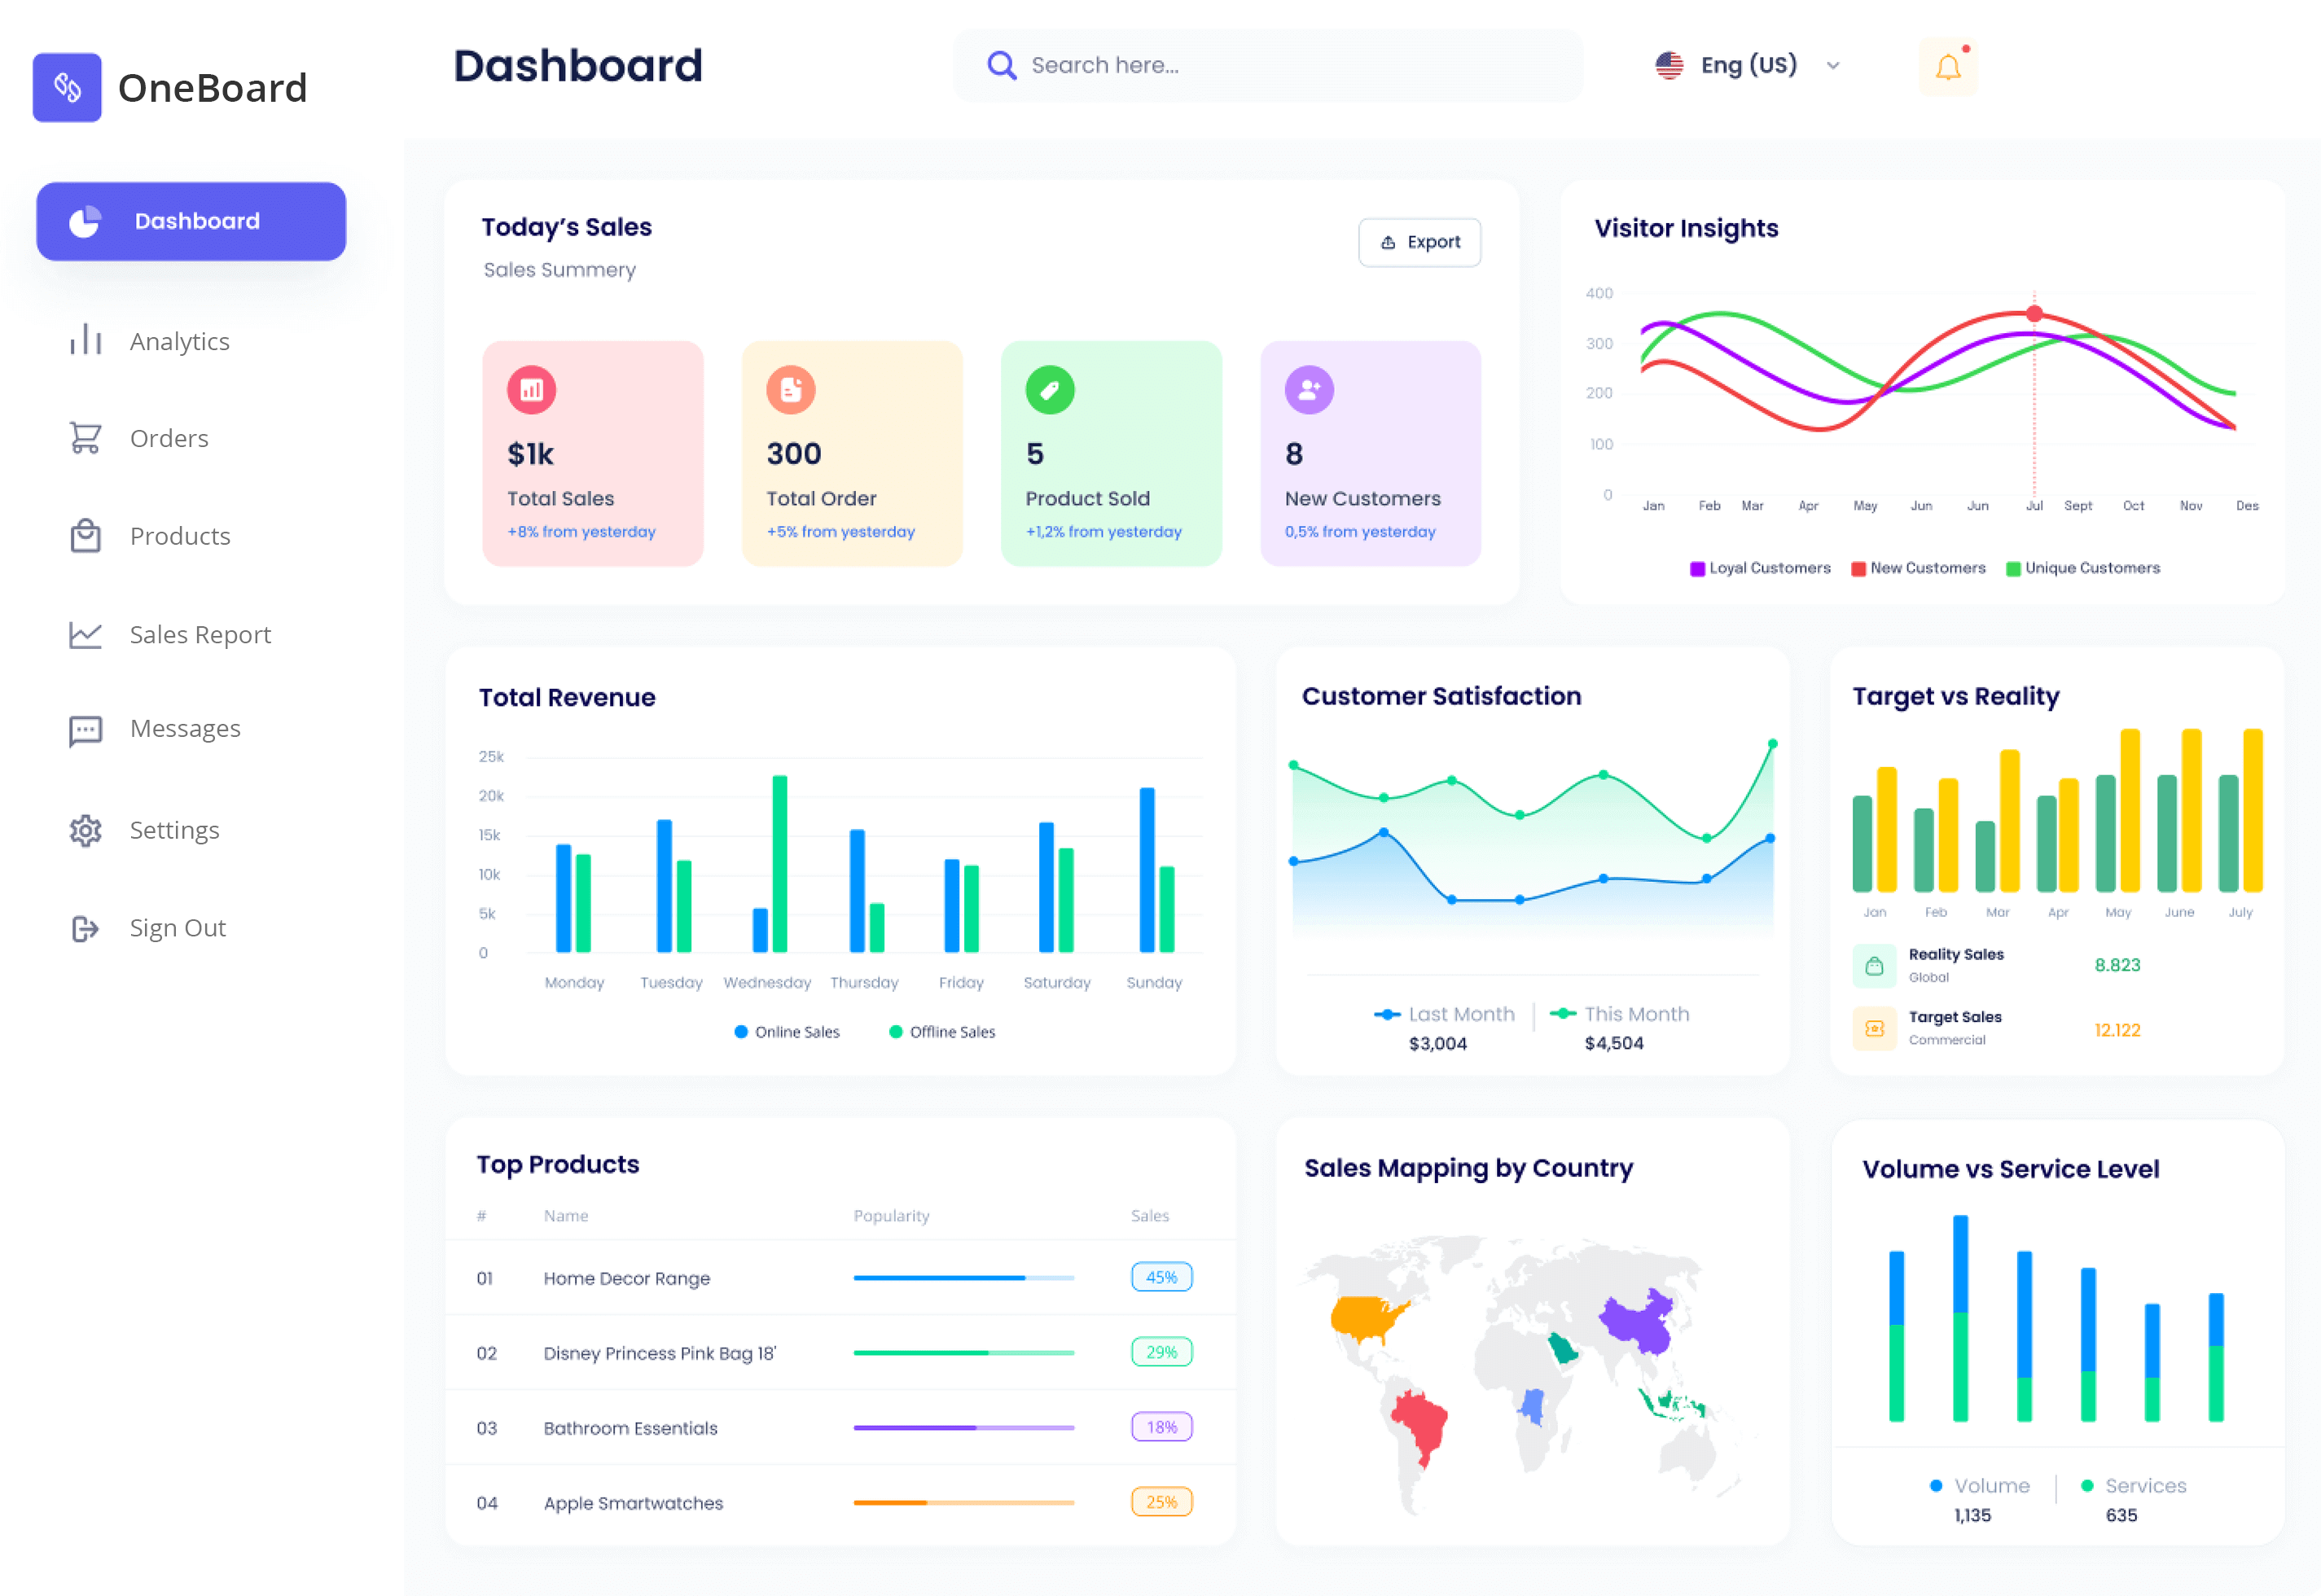 OneBoard
Dashboard
Search here...
Eng (US)
Dashboard
Analytics
Orders
Products
Sales Report
Messages
Settings
Sign Out
Today’s Sales
Sales Summery
Export
$1k
Total Sales
+8% from yesterday
300
Total Order
+5% from yesterday
5
Product Sold
+1,2% from yesterday
8
New Customers
0,5% from yesterday
Visitor Insights
400
300
200
100
0
Jan Feb Mar Apr May Jun Jun Jul Sept Oct Nov Des
Loyal Customers New Customers Unique Customers
Total Revenue
25k
20k
15k
10k
5k
0
Monday Tuesday Wednesday Thursday Friday Saturday Sunday
Online Sales Offline Sales
Customer Satisfaction
Last Month This Month
$3,004 $4,504
Target vs Reality
Jan Feb Mar Apr May June July
Reality Sales
Global
8.823
Target Sales
Commercial
12.122
Top Products
# Name Popularity Sales
01 Home Decor Range 45%
02 Disney Princess Pink Bag 18' 29%
03 Bathroom Essentials 18%
04 Apple Smartwatches 25%
Sales Mapping by Country
Volume vs Service Level
Volume Services
1,135 635